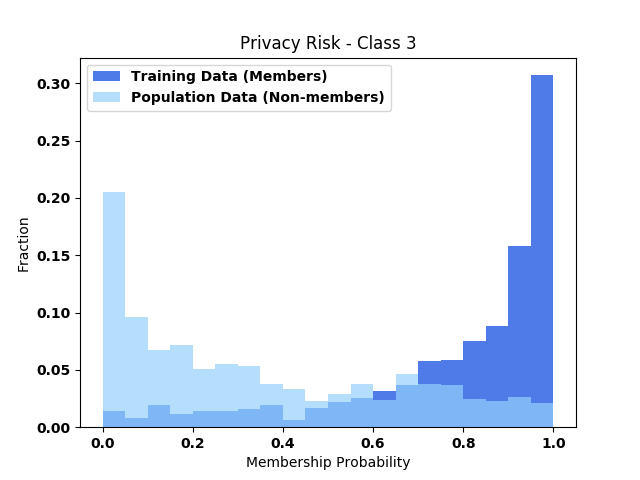 Privacy Risk - Class 3
Training Data (Members)
Population Data (Non-members)
0.30
0.25
0.20
0.15
0.10
0.05
0.00
Fraction
0.0 0.2 0.4 0.6 0.8 1.0
Membership Probability